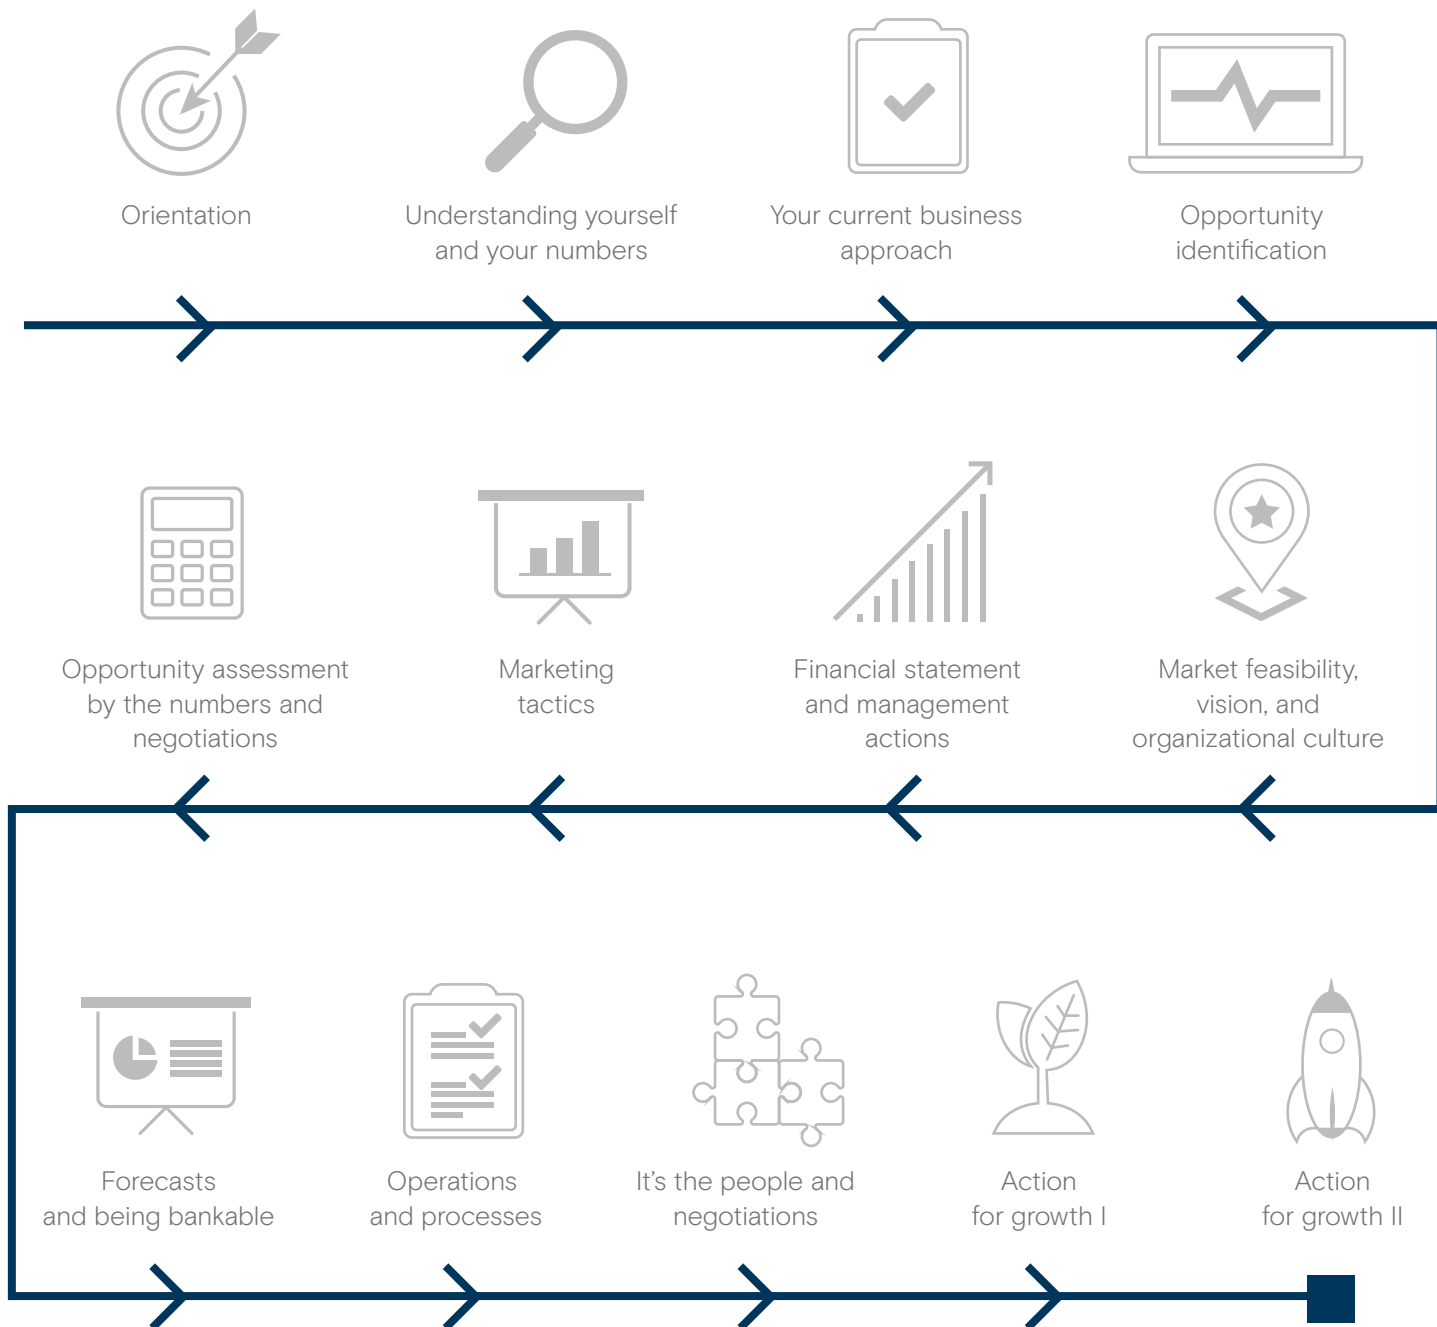 Orientation
Understanding yourself
and your numbers
Your current business
approach
Opportunity
identification
Opportunity assessment
by the numbers and
negotiations
Marketing
tactics
Financial statement
and management
actions
Market feasibility,
vision, and
organizational culture
Forecasts
and being bankable
Operations
and processes
It’s the people and
negotiations
Action
for growth I
Action
for growth II